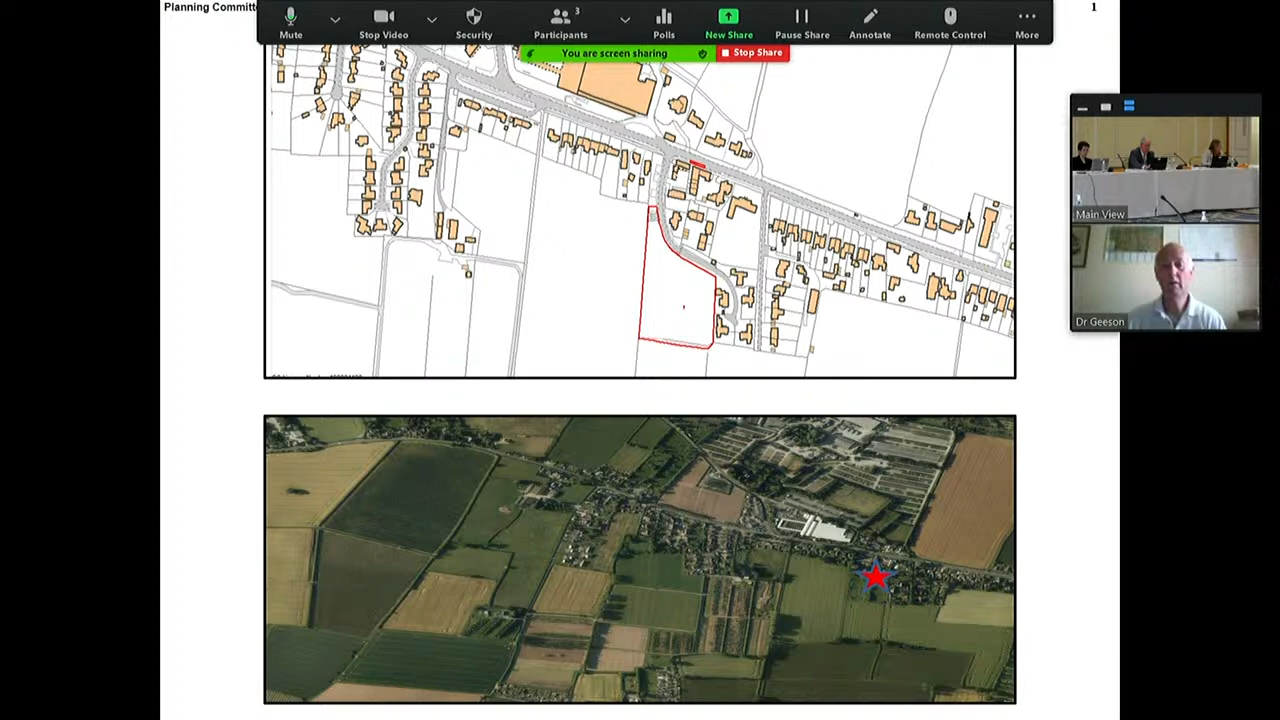 Planning Committe
1
Mute
Stop Video
Security
3
Participants
Polls
New Share
Pause Share
Annotate
Remote Control
More
You are screen sharing
Stop Share
Main View
Dr Geeson